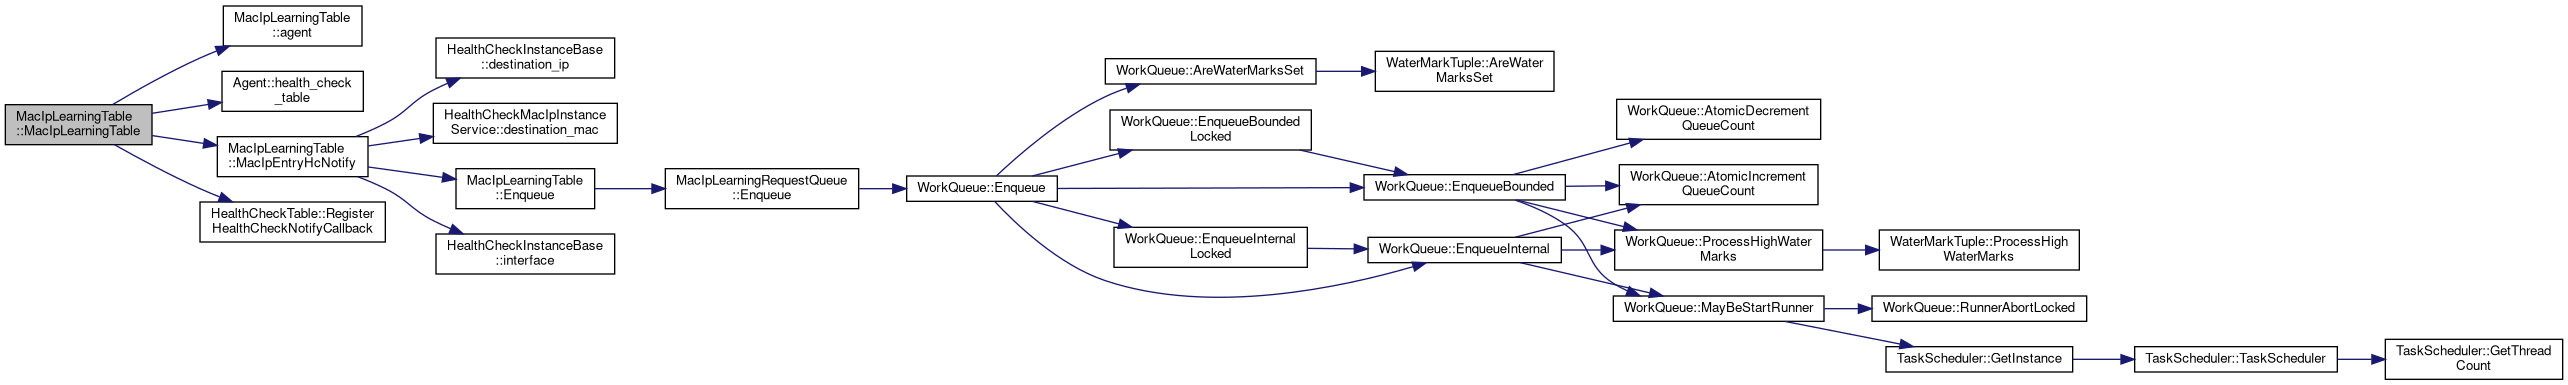 MacIpLearningTable
::MacIpLearningTable
MacIpLearningTable
::agent
Agent::health_check
_table
MacIpLearningTable
::MacIpEntryHcNotify
HealthCheckTable::Register
HealthCheckNotifyCallback
HealthCheckInstanceBase
::destination_ip
HealthCheckMacIpInstance
Service::destination_mac
MacIpLearningTable
::Enqueue
HealthCheckInstanceBase
::interface
MacIpLearningRequestQueue
::Enqueue
WorkQueue::Enqueue
WorkQueue::AreWaterMarksSet
WorkQueue::EnqueueBounded
Locked
WorkQueue::EnqueueInternal
Locked
WaterMarkTuple::AreWater
MarksSet
WorkQueue::EnqueueBounded
WorkQueue::EnqueueInternal
WorkQueue::AtomicDecrement
QueueCount
WorkQueue::AtomicIncrement
QueueCount
WorkQueue::ProcessHighWater
Marks
WorkQueue::MayBeStartRunner
WaterMarkTuple::ProcessHigh
WaterMarks
WorkQueue::RunnerAbortLocked
TaskScheduler::GetInstance
TaskScheduler::TaskScheduler
TaskScheduler::GetThread
Count